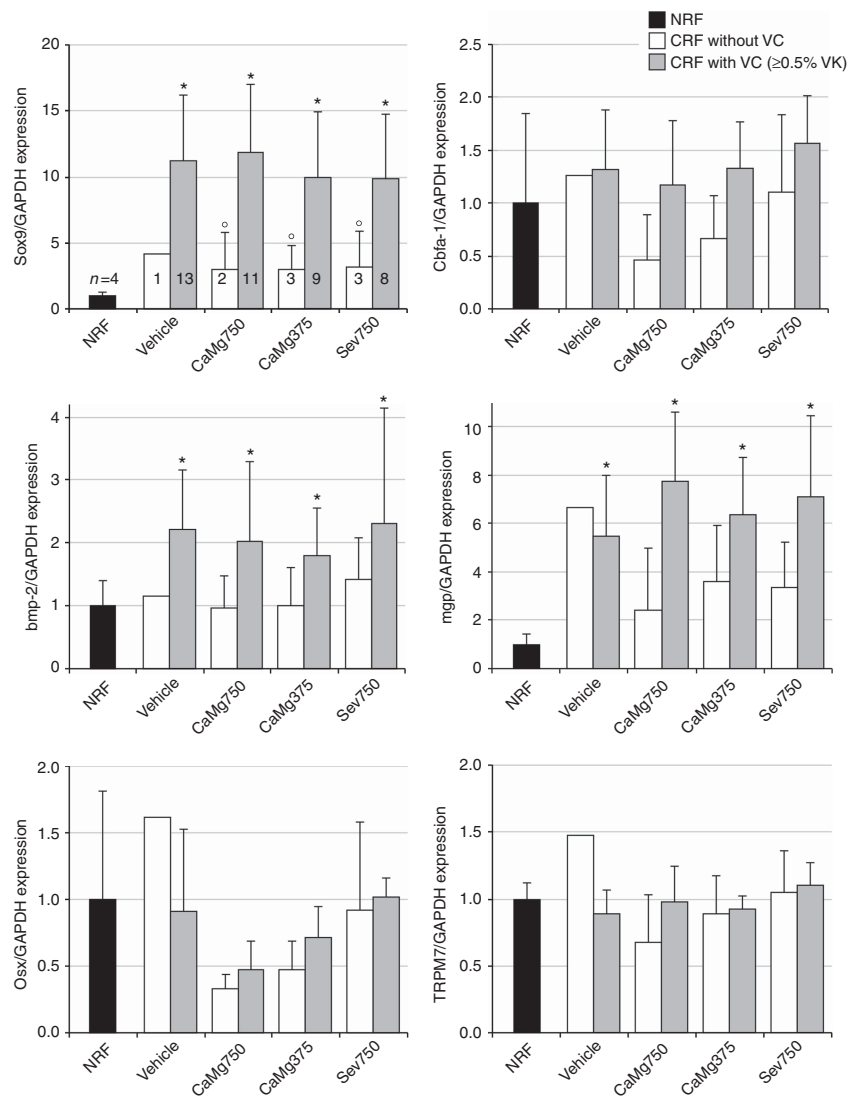 NRF
CRF without VC
CRF with VC (≥0.5% VK)
Sox9/GAPDH expression
20
15
10
5
0
* * * *
° ° °
n=4 1 13 2 11 3 9 3 8
NRF Vehicle CaMg750 CaMg375 Sev750
Cbfa-1/GAPDH expression
2.5
2.0
1.5
1.0
0.5
0.0
NRF Vehicle CaMg750 CaMg375 Sev750
bmp-2/GAPDH expression
4
3
2
1
0
* * * *
NRF Vehicle CaMg750 CaMg375 Sev750
mgp/GAPDH expression
10
8
6
4
2
0
* * * *
NRF Vehicle CaMg750 CaMg375 Sev750
Osx/GAPDH expression
2.0
1.5
1.0
0.5
0.0
NRF Vehicle CaMg750 CaMg375 Sev750
TRPM7/GAPDH expression
2.0
1.5
1.0
0.5
0.0
NRF Vehicle CaMg750 CaMg375 Sev750